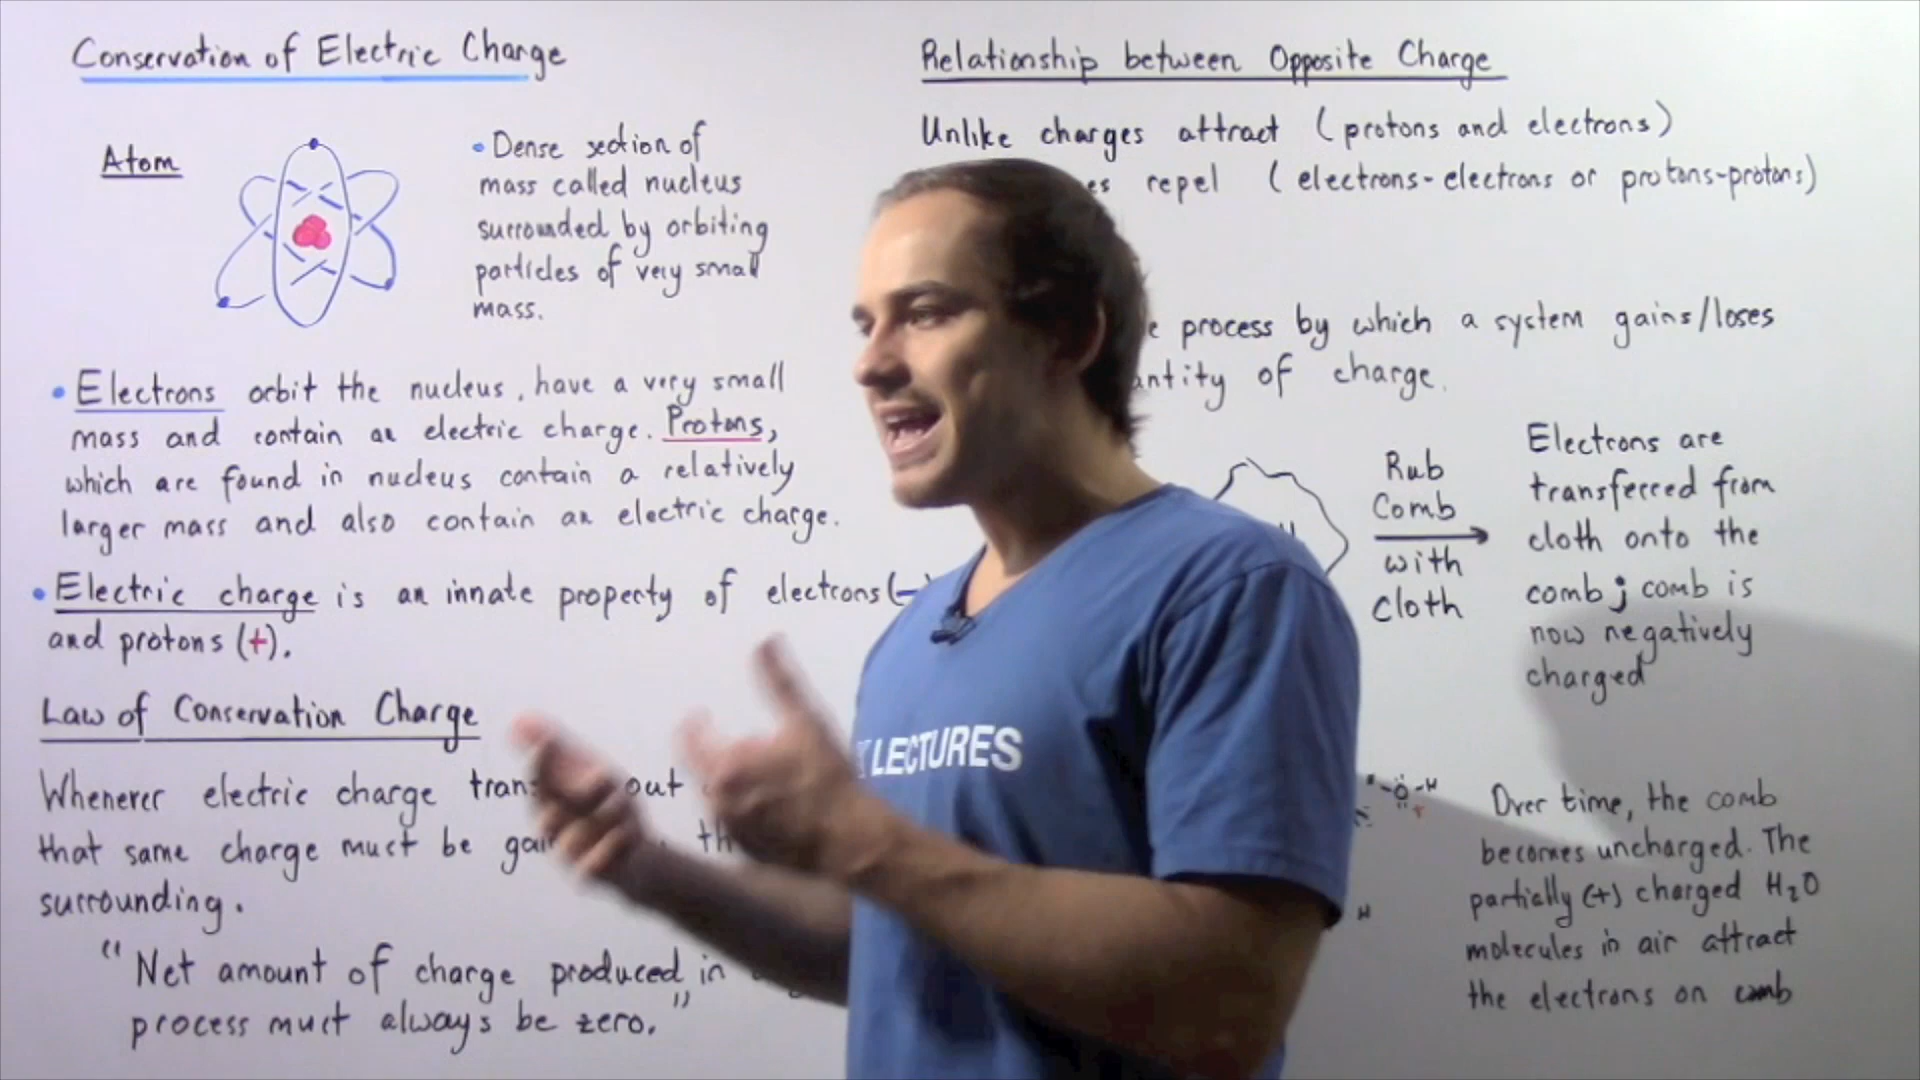 Conservation of Electric Charge
Atom
• Dense section of
mass called nucleus
surrounded by orbiting
particles of very small
mass.
• Electrons orbit the nucleus, have a very small
mass and contain an electric charge. Protons,
which are found in nucleus contain a relatively
larger mass and also contain an electric charge.
• Electric charge is an innate property of electrons (-)
and protons (+).
Law of Conservation Charge
Whenever electric charge out
that same charge must be
surrounding.
"Net amount of charge produced in
process must always be zero."
Relationship between Opposite Charge
Unlike charges attract (protons and electrons)
repel (electrons-electrons or protons-protons)
process by which a system gains/loses
of charge.
Rub
Comb
with
cloth
Electrons are
transferred from
cloth onto the
comb; comb is
now negatively
charged
-O-H
+
H
Over time, the comb
becomes uncharged. The
partially (+) charged H2O
molecules in air attract
the electrons on comb
LECTURES